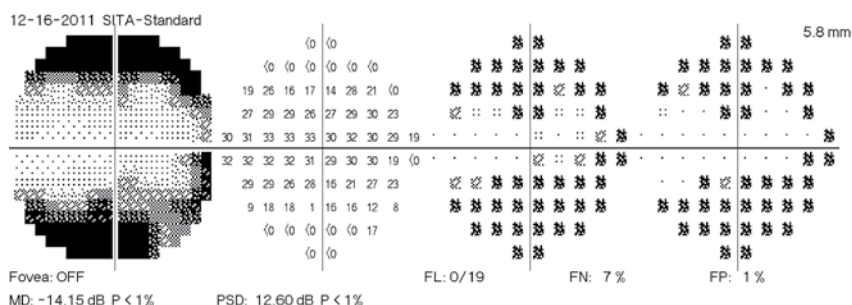 12-16-2011 SITA-Standard
5.8 mm
⟨0 ⟨0
⟨0 ⟨0 ⟨0 ⟨0 ⟨0 ⟨0
19 26 16 17 14 28 21 ⟨0
27 29 29 26 27 29 30 23
30 31 33 33 33 30 32 30 29 19
32 32 32 32 31 29 30 30 19 ⟨0
29 29 26 28 16 21 27 23
9 18 18 1 16 16 12 8
⟨0 ⟨0 ⟨0 ⟨0 ⟨0 17
⟨0 ⟨0
Fovea: OFF
FL: 0/19
FN: 7 %
FP: 1 %
MD: -14.15 dB P < 1%
PSD: 12.60 dB P < 1%